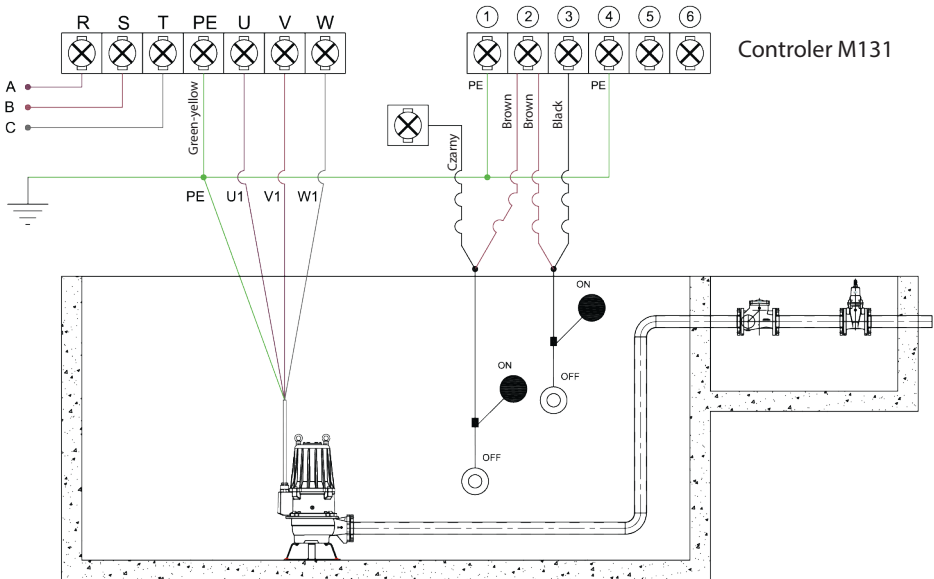 R S T PE U V W
1 2 3 4 5 6
Controler M131
A
B
C
PE
PE
Green-yellow
Czarny
Brown
Brown
Black
PE U1 V1 W1
ON
OFF
ON
OFF